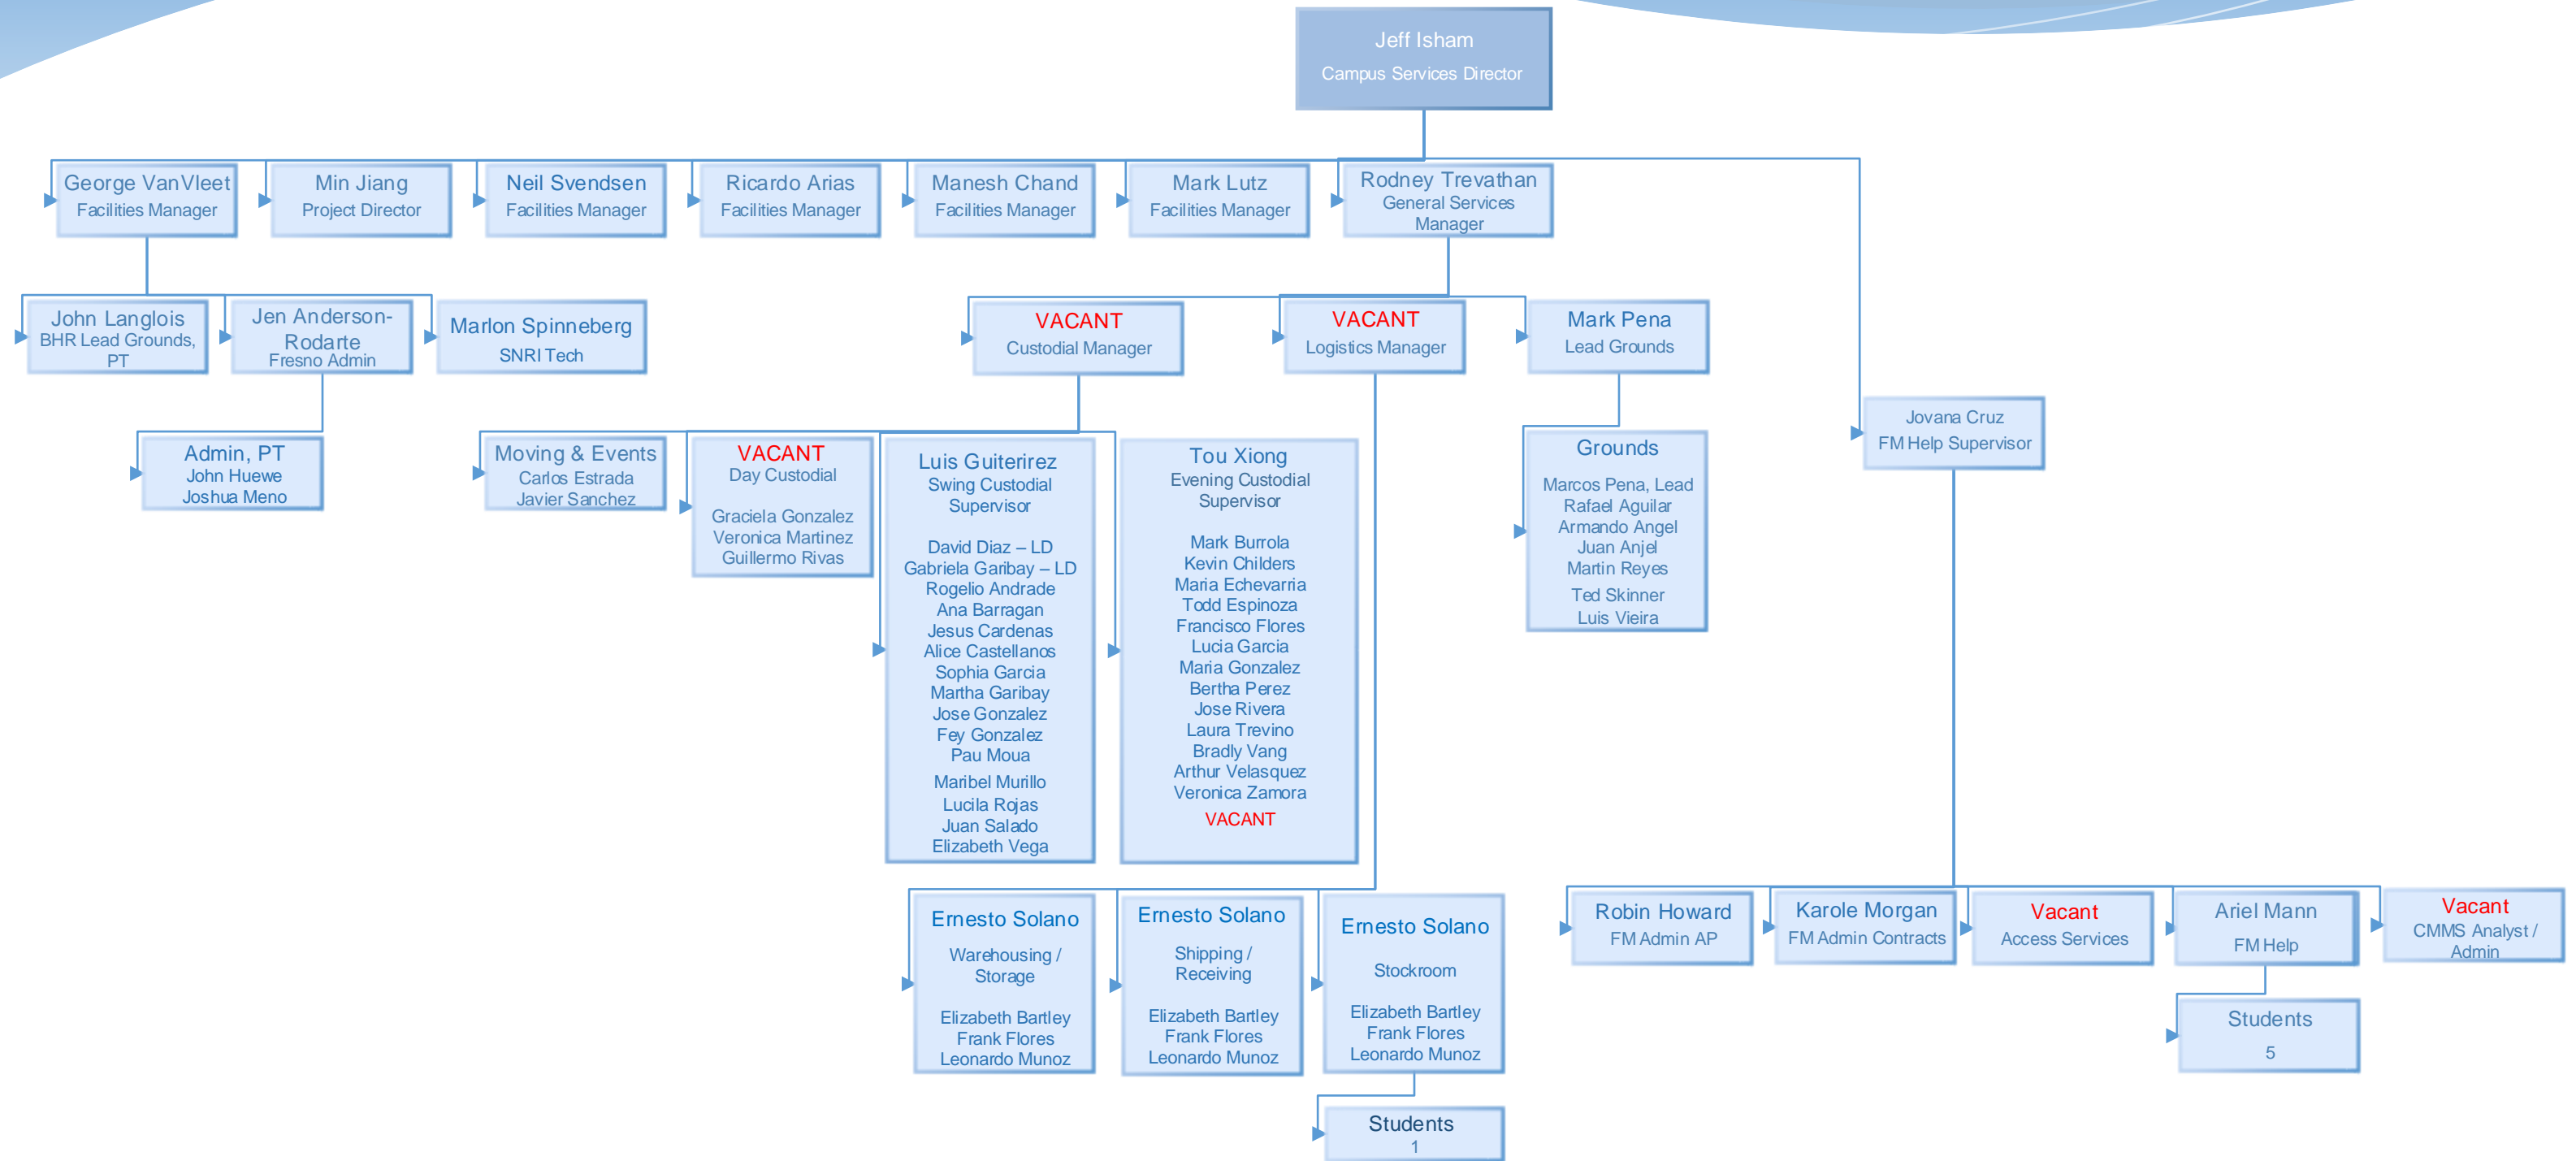 Jeff Isham
Campus Services Director
George VanVleet
Facilities Manager
Min Jiang
Project Director
Neil Svendsen
Facilities Manager
Ricardo Arias
Facilities Manager
Manesh Chand
Facilities Manager
Mark Lutz
Facilities Manager
Rodney Trevathan
General Services
Manager
John Langlois
BHR Lead Grounds,
PT
Jen Anderson-
Rodarte
Fresno Admin
Marlon Spinneberg
SNRI Tech
VACANT
Custodial Manager
VACANT
Logistics Manager
Mark Pena
Lead Grounds
Jovana Cruz
FM Help Supervisor
Admin, PT
John Huewe
Joshua Meno
Moving & Events
Carlos Estrada
Javier Sanchez
VACANT
Day Custodial
Graciela Gonzalez
Veronica Martinez
Guillermo Rivas
Luis Guiterirez
Swing Custodial
Supervisor
David Diaz – LD
Gabriela Garibay – LD
Rogelio Andrade
Ana Barragan
Jesus Cardenas
Alice Castellanos
Sophia Garcia
Martha Garibay
Jose Gonzalez
Fey Gonzalez
Pau Moua
Maribel Murillo
Lucila Rojas
Juan Salado
Elizabeth Vega
Tou Xiong
Evening Custodial
Supervisor
Mark Burrola
Kevin Childers
Maria Echevarria
Todd Espinoza
Francisco Flores
Lucia Garcia
Maria Gonzalez
Bertha Perez
Jose Rivera
Laura Trevino
Bradly Vang
Arthur Velasquez
Veronica Zamora
VACANT
Grounds
Marcos Pena, Lead
Rafael Aguilar
Armando Angel
Juan Anjel
Martin Reyes
Ted Skinner
Luis Vieira
Ernesto Solano
Warehousing /
Storage
Elizabeth Bartley
Frank Flores
Leonardo Munoz
Ernesto Solano
Shipping /
Receiving
Elizabeth Bartley
Frank Flores
Leonardo Munoz
Ernesto Solano
Stockroom
Elizabeth Bartley
Frank Flores
Leonardo Munoz
Students
1
Robin Howard
FM Admin AP
Karole Morgan
FM Admin Contracts
Vacant
Access Services
Ariel Mann
FM Help
Vacant
CMMS Analyst /
Admin
Students
5